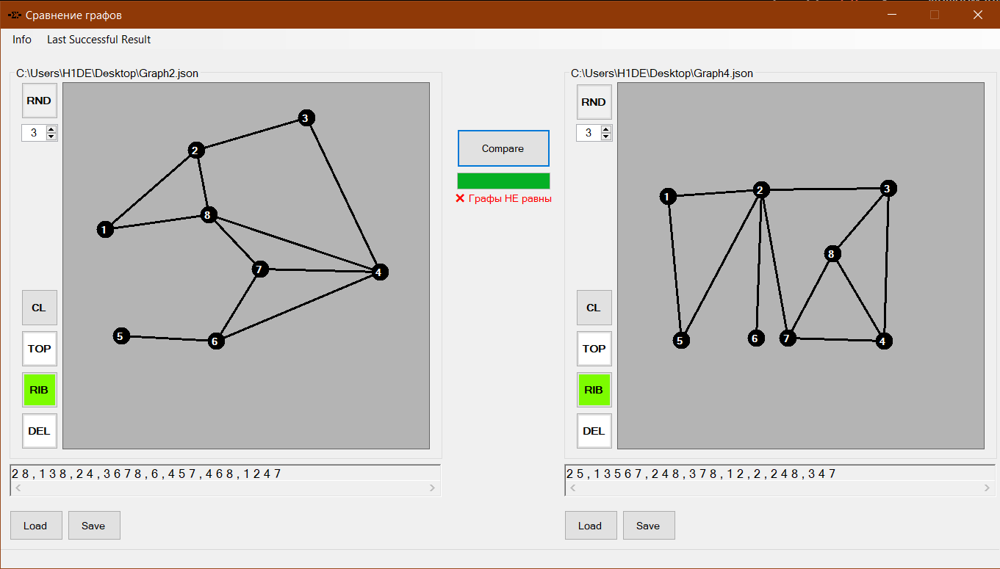 Сравнение графов
Info Last Successful Result
C:\Users\H1DE\Desktop\Graph2.json
RND
3
CL
TOP
RIB
DEL
1
2
3
4
5
6
7
8
2 8 , 1 3 8 , 2 4 , 3 6 7 8 , 6 , 4 5 7 , 4 6 8 , 1 2 4 7
Load Save
Compare
❌ Графы НЕ равны
C:\Users\H1DE\Desktop\Graph4.json
RND
3
CL
TOP
RIB
DEL
1
2
3
4
5
6
7
8
2 5 , 1 3 5 6 7 , 2 4 8 , 3 7 8 , 1 2 , 2 , 2 4 8 , 3 4 7
Load Save